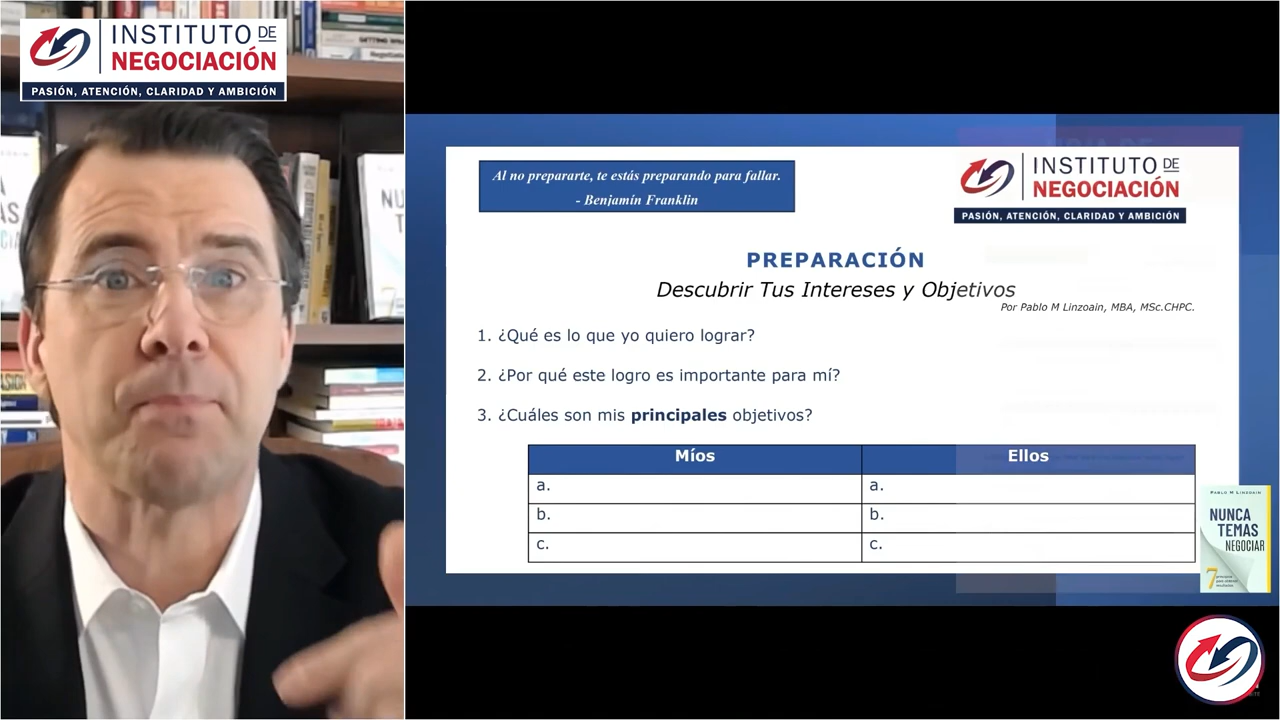 INSTITUTO DE
NEGOCIACIÓN
PASIÓN, ATENCIÓN, CLARIDAD Y AMBICIÓN
Al no prepararte, te estás preparando para fallar.
- Benjamín Franklin
INSTITUTO DE
NEGOCIACIÓN
PASIÓN, ATENCIÓN, CLARIDAD Y AMBICIÓN
PREPARACIÓN
Descubrir Tus Intereses y Objetivos
Por Pablo M Linzoain, MBA, MSc.CHPC.
1. ¿Qué es lo que yo quiero lograr?
2. ¿Por qué este logro es importante para mí?
3. ¿Cuáles son mis principales objetivos?
Míos Ellos
a. a.
b. b.
c. c.
PABLO M LINZOAIN
NUNCA
TEMAS
NEGOCIAR
7